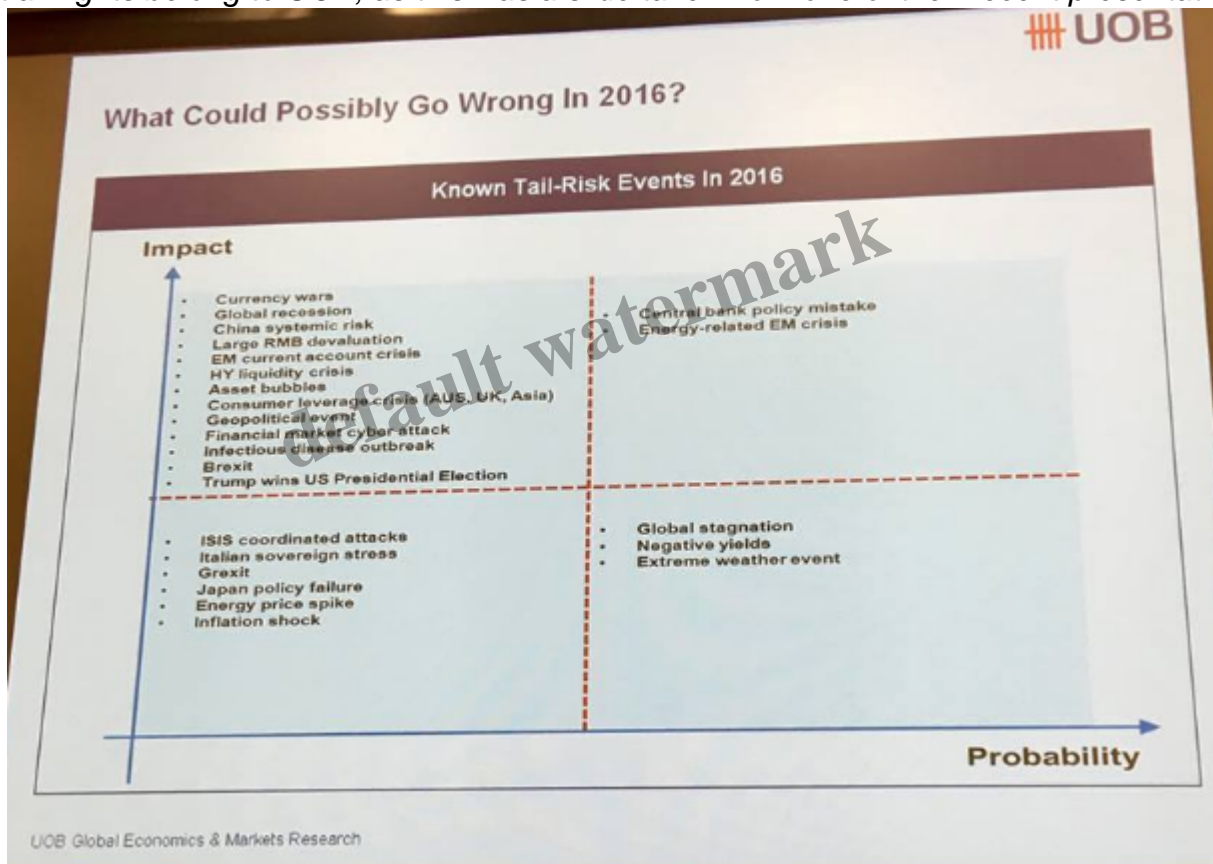 UOB
What Could Possibly Go Wrong In 2016?
Known Tail-Risk Events In 2016
Impact
• Currency wars
• Global recession
• China systemic risk
• Large RMB devaluation
• EM current account crisis
• HY liquidity crisis
• Asset bubbles
• Consumer leverage crisis (AUS, UK, Asia)
• Geopolitical event
• Financial market cyber attack
• Infectious disease outbreak
• Brexit
• Trump wins US Presidential Election
• Central bank policy mistake
• Energy-related EM crisis
• ISIS coordinated attacks
• Italian sovereign stress
• Grexit
• Japan policy failure
• Energy price spike
• Inflation shock
• Global stagnation
• Negative yields
• Extreme weather event
Probability
UOB Global Economics & Markets Research
default watermark